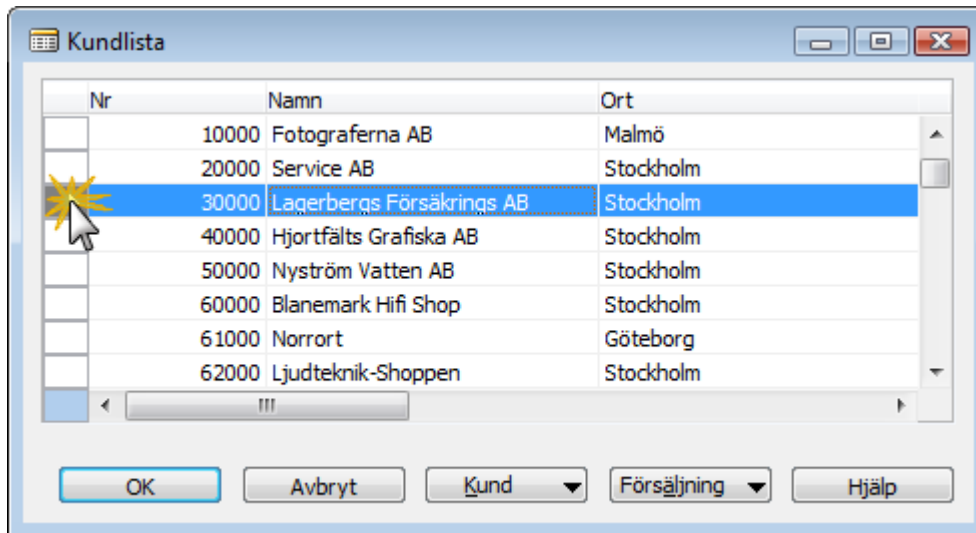 Kundlista
Nr Namn Ort
10000 Fotograferna AB Malmö
20000 Service AB Stockholm
30000 Lagerbergs Försäkrings AB Stockholm
40000 Hjortfälts Grafiska AB Stockholm
50000 Nyström Vatten AB Stockholm
60000 Blanemark Hifi Shop Stockholm
61000 Norrort Göteborg
62000 Ljudteknik-Shoppen Stockholm
OK Avbryt Kund Försäljning Hjälp